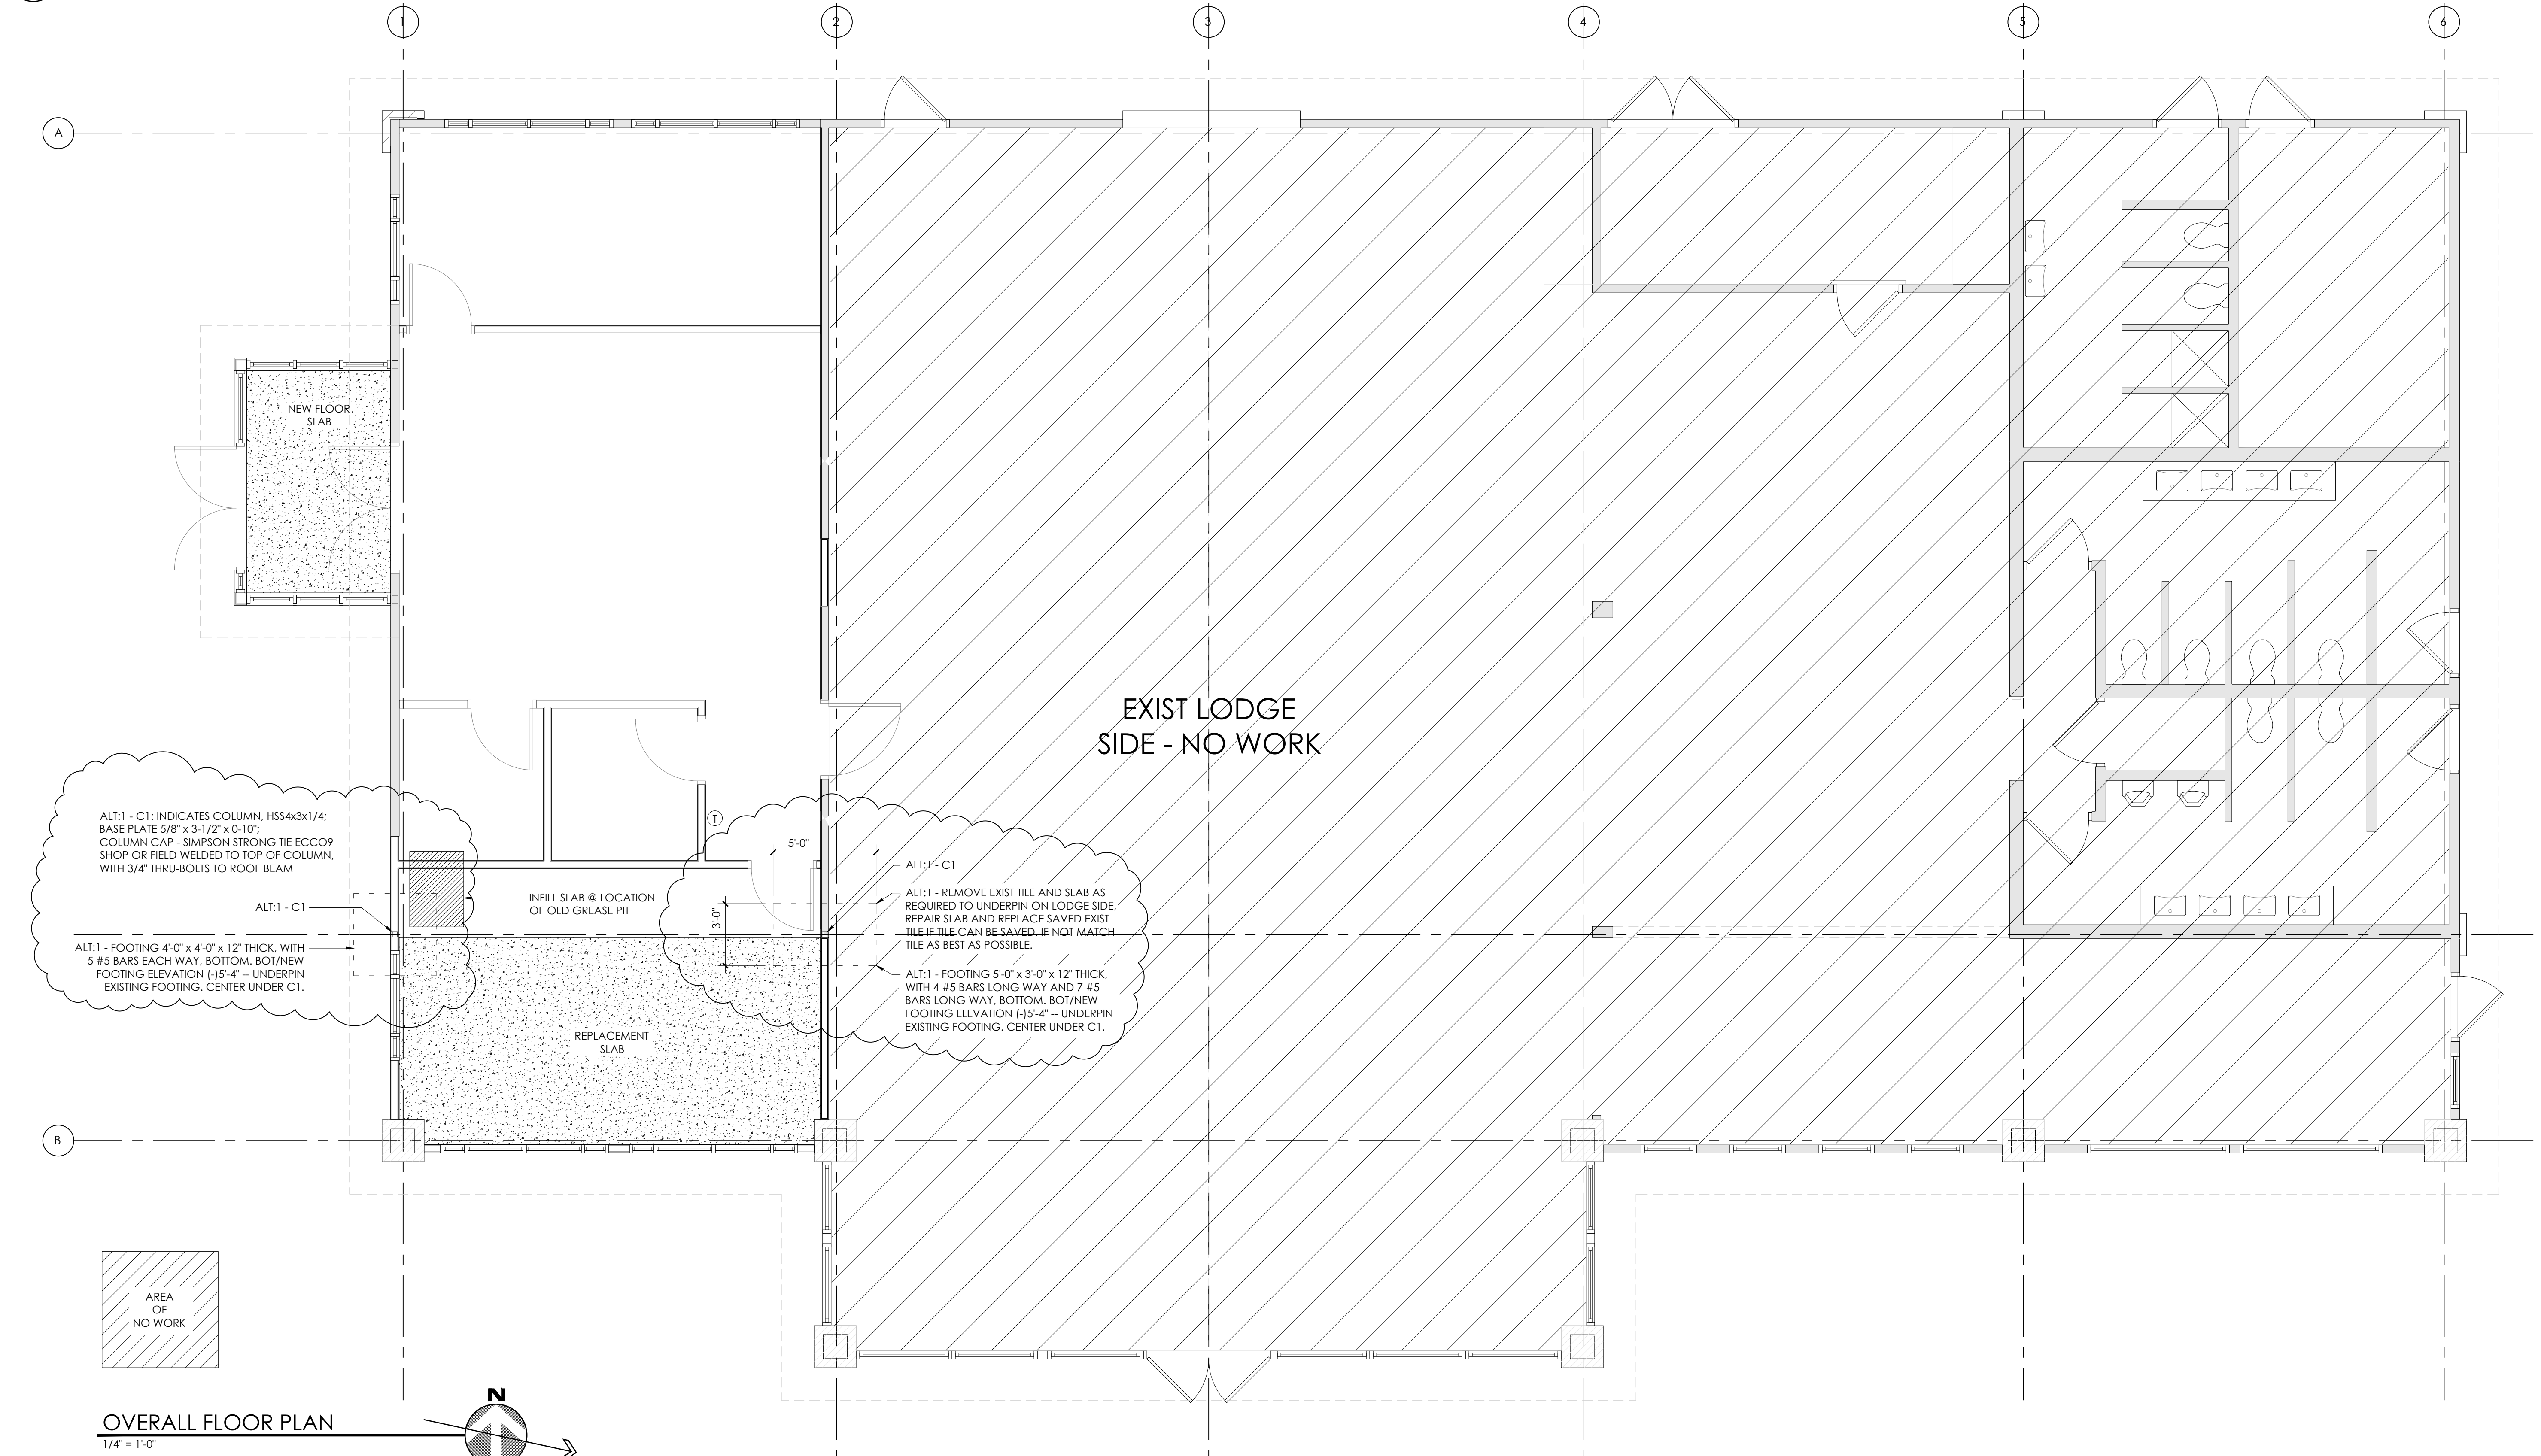 1
2
3
4
5
6
A
NEW FLOOR
SLAB
EXIST LODGE
SIDE - NO WORK
ALT:1 - C1: INDICATES COLUMN, HSS4x3x1/4;
BASE PLATE 5/8" x 3-1/2" x 0-10";
COLUMN CAP - SIMPSON STRONG TIE ECCO9
SHOP OR FIELD WELDED TO TOP OF COLUMN,
WITH 3/4" THRU-BOLTS TO ROOF BEAM
ALT:1 - C1
ALT:1 - FOOTING 4'-0" x 4'-0" x 12" THICK, WITH
5 #5 BARS EACH WAY, BOTTOM. BOT/NEW
FOOTING ELEVATION (-)5'-4" -- UNDERPIN
EXISTING FOOTING. CENTER UNDER C1.
INFILL SLAB @ LOCATION
OF OLD GREASE PIT
T
5'-0"
3'-0"
ALT:1 - C1
ALT:1 - REMOVE EXIST TILE AND SLAB AS
REQUIRED TO UNDERPIN ON LODGE SIDE,
REPAIR SLAB AND REPLACE SAVED EXIST
TILE IF TILE CAN BE SAVED, IF NOT MATCH
TILE AS BEST AS POSSIBLE.
ALT:1 - FOOTING 5'-0" x 3'-0" x 12" THICK,
WITH 4 #5 BARS LONG WAY AND 7 #5
BARS LONG WAY, BOTTOM. BOT/NEW
FOOTING ELEVATION (-)5'-4" -- UNDERPIN
EXISTING FOOTING. CENTER UNDER C1.
REPLACEMENT
SLAB
B
AREA
OF
NO WORK
N
OVERALL FLOOR PLAN
1/4" = 1'-0"